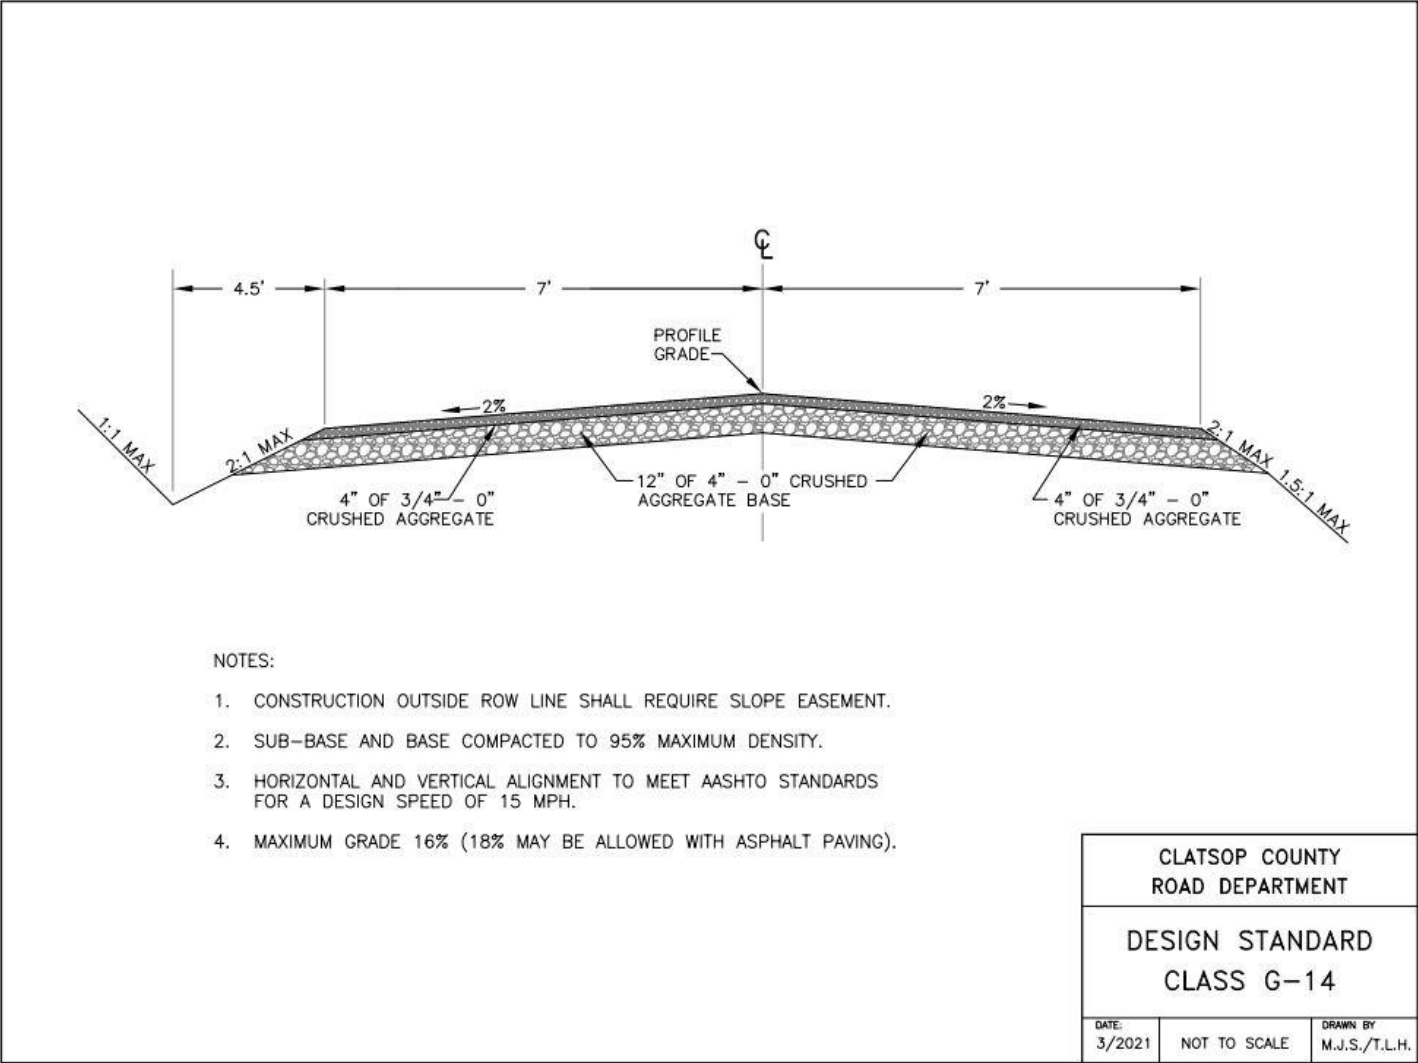 ℄
4.5'
7'
7'
PROFILE
GRADE
2%
2%
1:1 MAX
2:1 MAX
2:1 MAX
1.5:1 MAX
4" OF 3/4" – 0"
CRUSHED AGGREGATE
12" OF 4" – 0" CRUSHED
AGGREGATE BASE
4" OF 3/4" – 0"
CRUSHED AGGREGATE
NOTES:
1. CONSTRUCTION OUTSIDE ROW LINE SHALL REQUIRE SLOPE EASEMENT.
2. SUB–BASE AND BASE COMPACTED TO 95% MAXIMUM DENSITY.
3. HORIZONTAL AND VERTICAL ALIGNMENT TO MEET AASHTO STANDARDS
FOR A DESIGN SPEED OF 15 MPH.
4. MAXIMUM GRADE 16% (18% MAY BE ALLOWED WITH ASPHALT PAVING).
CLATSOP COUNTY
ROAD DEPARTMENT
DESIGN STANDARD
CLASS G–14
DATE:
3/2021
NOT TO SCALE
DRAWN BY
M.J.S./T.L.H.